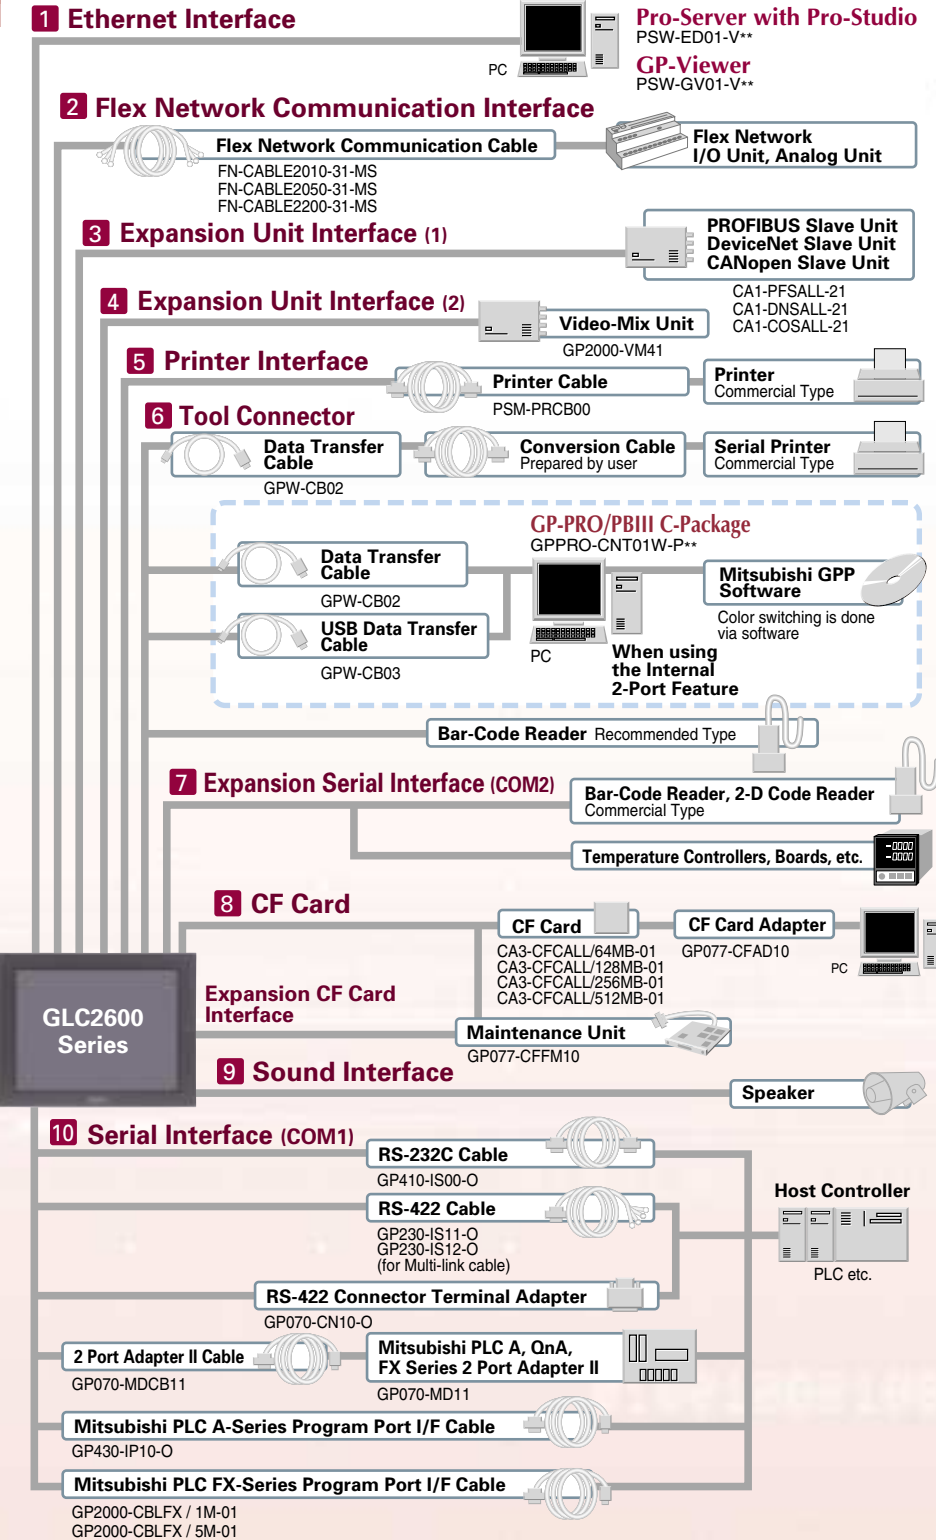 1 Ethernet Interface
Pro-Server with Pro-Studio
PSW-ED01-V**
PC
GP-Viewer
PSW-GV01-V**
2 Flex Network Communication Interface
Flex Network Communication Cable
FN-CABLE2010-31-MS
FN-CABLE2050-31-MS
FN-CABLE2200-31-MS
Flex Network
I/O Unit, Analog Unit
3 Expansion Unit Interface (1)
PROFIBUS Slave Unit
DeviceNet Slave Unit
CANopen Slave Unit
CA1-PFSALL-21
CA1-DNSALL-21
CA1-COSALL-21
4 Expansion Unit Interface (2)
Video-Mix Unit
GP2000-VM41
5 Printer Interface
Printer Cable
PSM-PRCB00
Printer
Commercial Type
6 Tool Connector
Data Transfer
Cable
GPW-CB02
Conversion Cable
Prepared by user
Serial Printer
Commercial Type
GP-PRO/PBIII C-Package
GPPRO-CNT01W-P**
Data Transfer
Cable
GPW-CB02
USB Data Transfer
Cable
GPW-CB03
PC
Mitsubishi GPP
Software
Color switching is done
via software
When using
the Internal
2-Port Feature
Bar-Code Reader Recommended Type
7 Expansion Serial Interface (COM2)
Bar-Code Reader, 2-D Code Reader
Commercial Type
Temperature Controllers, Boards, etc.
-0000
-0000
8 CF Card
CF Card
CA3-CFCALL/64MB-01
CA3-CFCALL/128MB-01
CA3-CFCALL/256MB-01
CA3-CFCALL/512MB-01
CF Card Adapter
GP077-CFAD10
PC
Expansion CF Card
Interface
Maintenance Unit
GP077-CFFM10
GLC2600
Series
9 Sound Interface
Speaker
10 Serial Interface (COM1)
RS-232C Cable
GP410-IS00-O
RS-422 Cable
GP230-IS11-O
GP230-IS12-O
(for Multi-link cable)
Host Controller
PLC etc.
RS-422 Connector Terminal Adapter
GP070-CN10-O
2 Port Adapter II Cable
GP070-MDCB11
Mitsubishi PLC A, QnA,
FX Series 2 Port Adapter II
GP070-MD11
Mitsubishi PLC A-Series Program Port I/F Cable
GP430-IP10-O
Mitsubishi PLC FX-Series Program Port I/F Cable
GP2000-CBLFX / 1M-01
GP2000-CBLFX / 5M-01